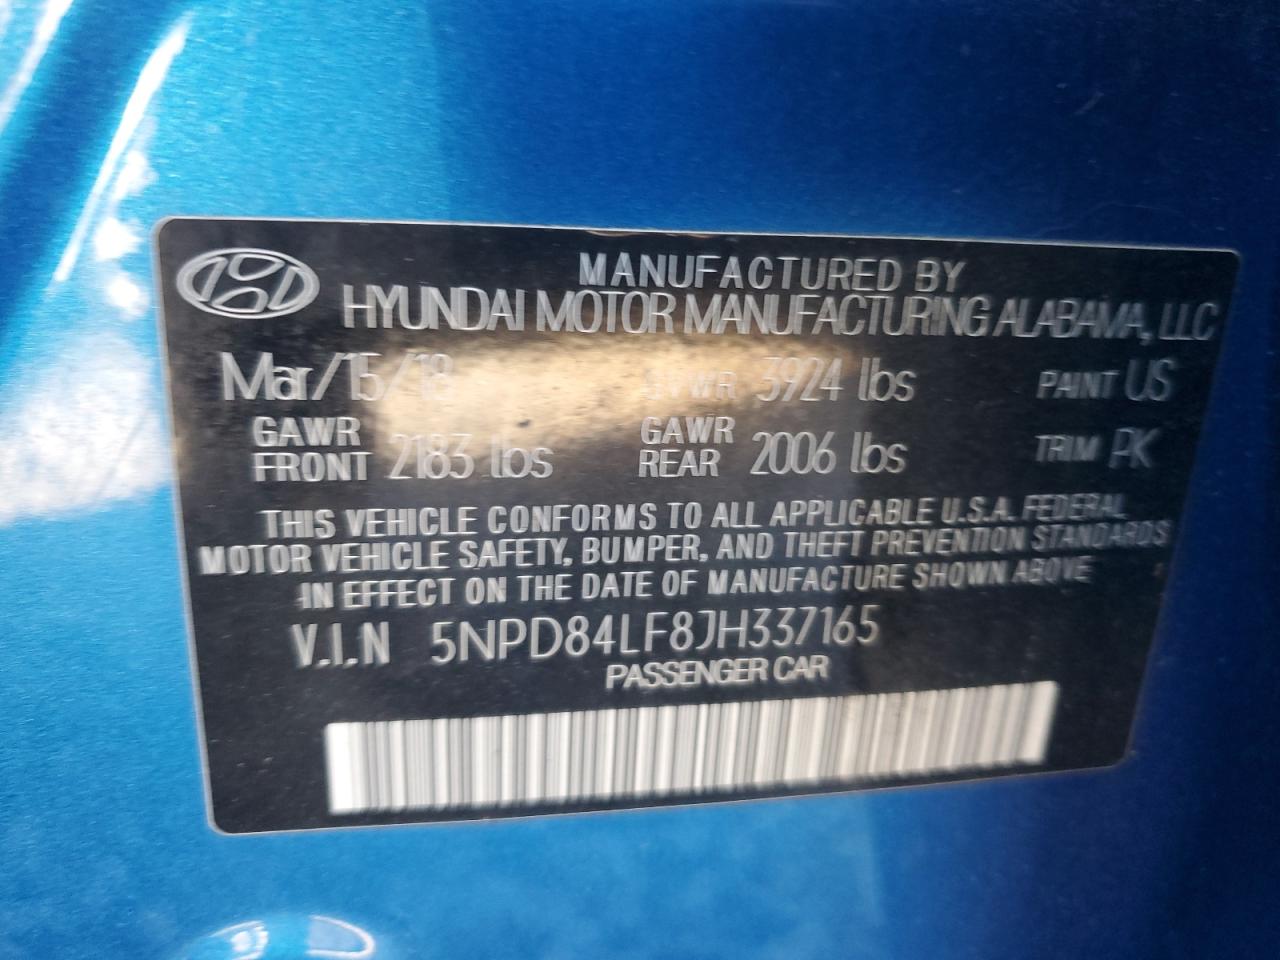 MANUFACTURED BY
HYUNDAI MOTOR MANUFACTURING ALABAMA, LLC
Mar/15/18 GVWR 3924 lbs PAINT US
GAWR FRONT 2183 lbs GAWR REAR 2006 lbs TRIM PK
THIS VEHICLE CONFORMS TO ALL APPLICABLE U.S.A. FEDERAL
MOTOR VEHICLE SAFETY, BUMPER, AND THEFT PREVENTION STANDARDS
IN EFFECT ON THE DATE OF MANUFACTURE SHOWN ABOVE
V.I.N 5NPD84LF8JH337165
PASSENGER CAR